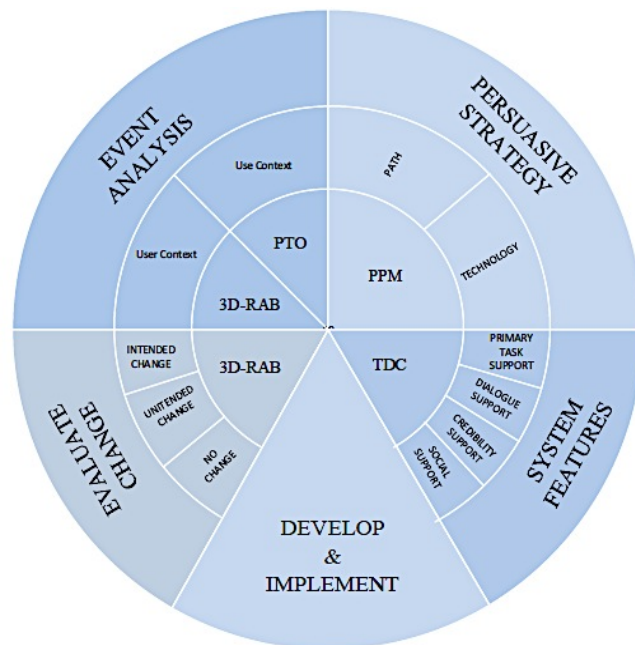 EVENT
ANALYSIS
Use Context
User Context
PTO
3D-RAB
PERSUASIVE
STRATEGY
PATH
TECHNOLOGY
PPM
TDC
PRIMARY
TASK
SUPPORT
DIALOGUE
SUPPORT
CREDIBILITY
SUPPORT
SOCIAL
SUPPORT
SYSTEM
FEATURES
DEVELOP
&
IMPLEMENT
3D-RAB
INTENDED
CHANGE
UNITENDED
CHANGE
NO
CHANGE
EVALUATE
CHANGE